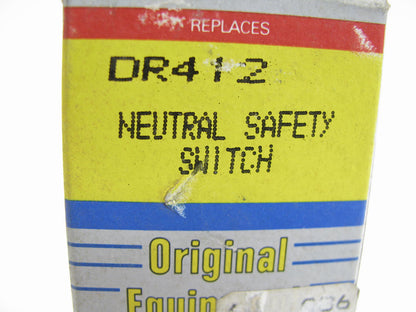 REPLACES
DR412
NEUTRAL SAFETY
SWITCH
Original